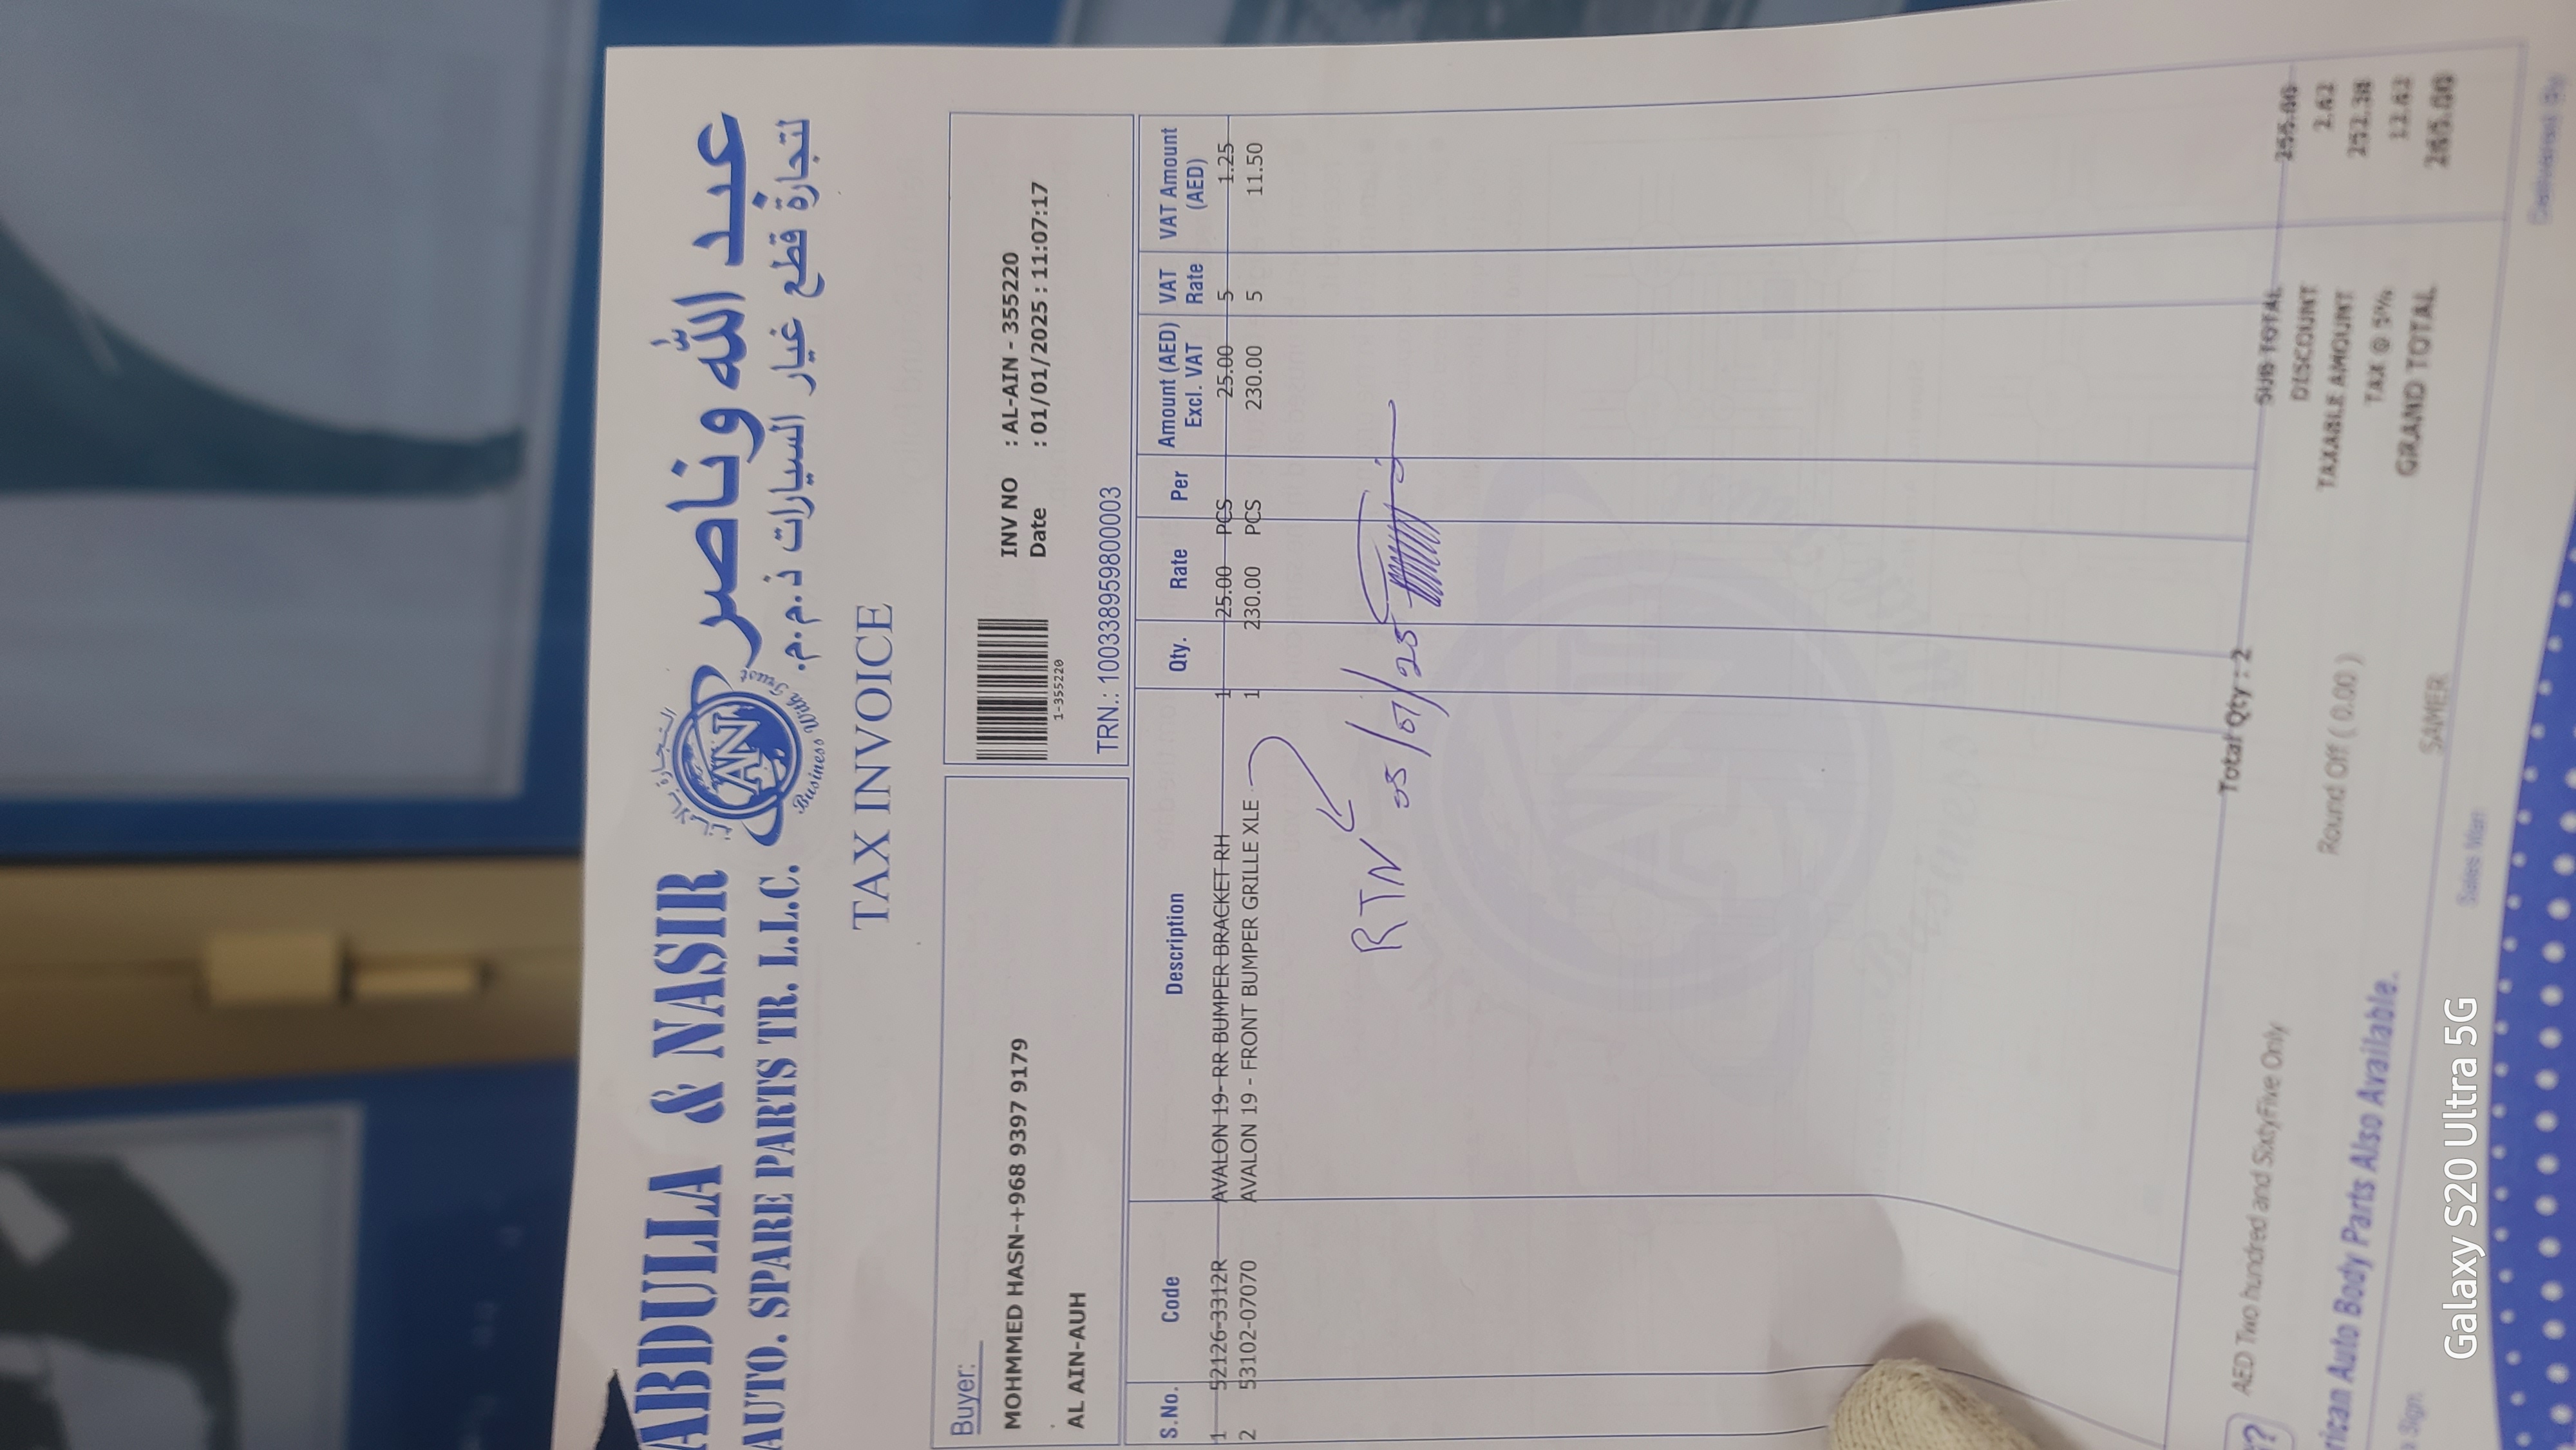 ABDULLA & NASIR
عبد الله وناصر
AUTO. SPARE PARTS TR. L.L.C.
لتجارة قطع غيار السيارات ذ.م.م.
AN
Business With Trust
TAX INVOICE
Buyer:
MOHMMED HASN-+968 9397 9179
AL AIN-AUH
1-355220
INV NO : AL-AIN - 355220
Date : 01/01/2025 : 11:07:17
TRN.: 100338959800003
S.No. Code Description Qty. Rate Per Amount (AED) Excl. VAT VAT Rate VAT Amount (AED)
1 52126-3312R AVALON 19- RR BUMPER BRACKET RH 1 25.00 PCS 25.00 5 1.25
2 53102-07070 AVALON 19 - FRONT BUMPER GRILLE XLE 1 230.00 PCS 230.00 5 11.50
RTN
05/01/25
Total Qty : 2
SUB TOTAL 255.00
AED Two hundred and SixtyFive Only
DISCOUNT 2.62
Round Off ( 0.00 )
TAXABLE AMOUNT 252.38
TAX @ 5% 12.62
GRAND TOTAL 265.00
Auto Body Parts Also Available.
SAMER
Sign.
Sales Man
Delivered By
Galaxy S20 Ultra 5G